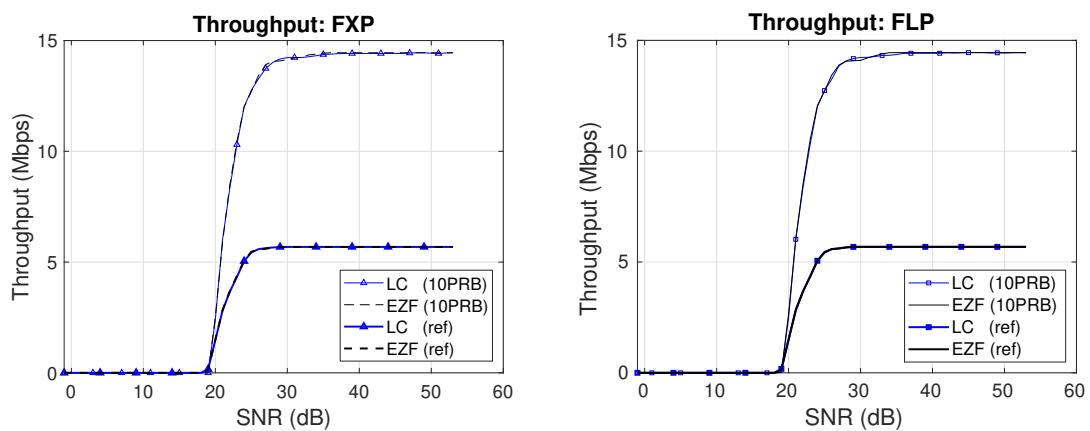 Throughput: FXP
15
10
5
0
Throughput (Mbps)
0 10 20 30 40 50 60
SNR (dB)
LC (10PRB)
EZF (10PRB)
LC (ref)
EZF (ref)
Throughput: FLP
15
10
5
0
Throughput (Mbps)
0 10 20 30 40 50 60
SNR (dB)
LC (10PRB)
EZF (10PRB)
LC (ref)
EZF (ref)